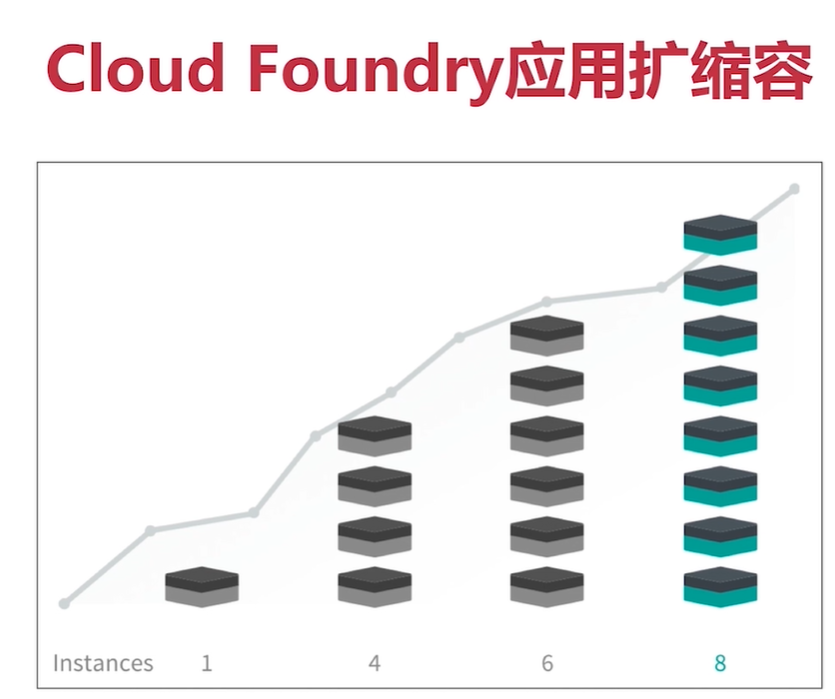 Cloud Foundry应用扩缩容
Instances 1 4 6 8